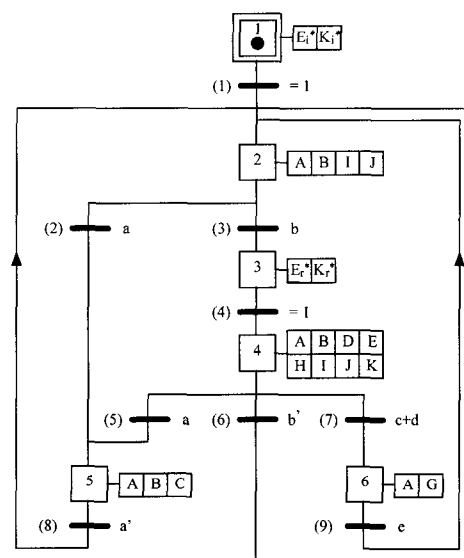 1 Ei* Ki*
(1) = 1
2 A B I J
(2) a (3) b
3 Er* Kr*
(4) = 1
4 A B D E
H I J K
(5) a (6) b' (7) c+d
5 A B C 6 A G
(8) a' (9) e